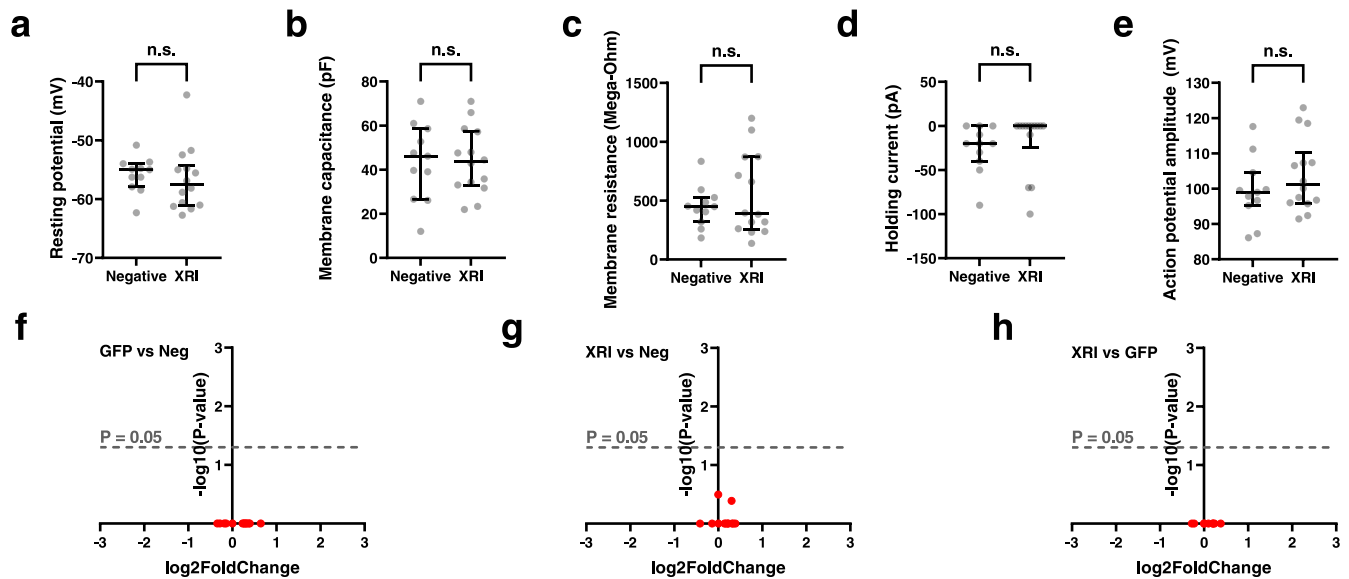 a
n.s.
Resting potential (mV)
-40
-50
-60
-70
Negative XRI
b
n.s.
Membrane capacitance (pF)
80
60
40
20
0
Negative XRI
c
n.s.
Membrane resistance (Mega-Ohm)
1500
1000
500
0
Negative XRI
d
n.s.
Holding current (pA)
50
0
-50
-100
-150
Negative XRI
e
n.s.
Action potential amplitude (mV)
130
120
110
100
90
80
Negative XRI
f
GFP vs Neg
-log10(P-value)
3
2
1
P = 0.05
-3 -2 -1 0 1 2 3
log2FoldChange
g
XRI vs Neg
-log10(P-value)
3
2
1
P = 0.05
-3 -2 -1 0 1 2 3
log2FoldChange
h
XRI vs GFP
-log10(P-value)
3
2
1
P = 0.05
-3 -2 -1 0 1 2 3
log2FoldChange